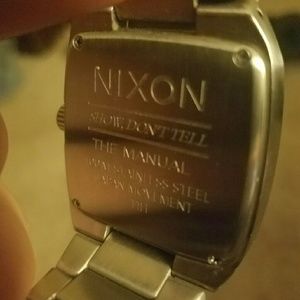 NIXON
SHOW, DON'T TELL
THE MANUAL
STAINLESS STEEL
JAPAN MOVEMENT